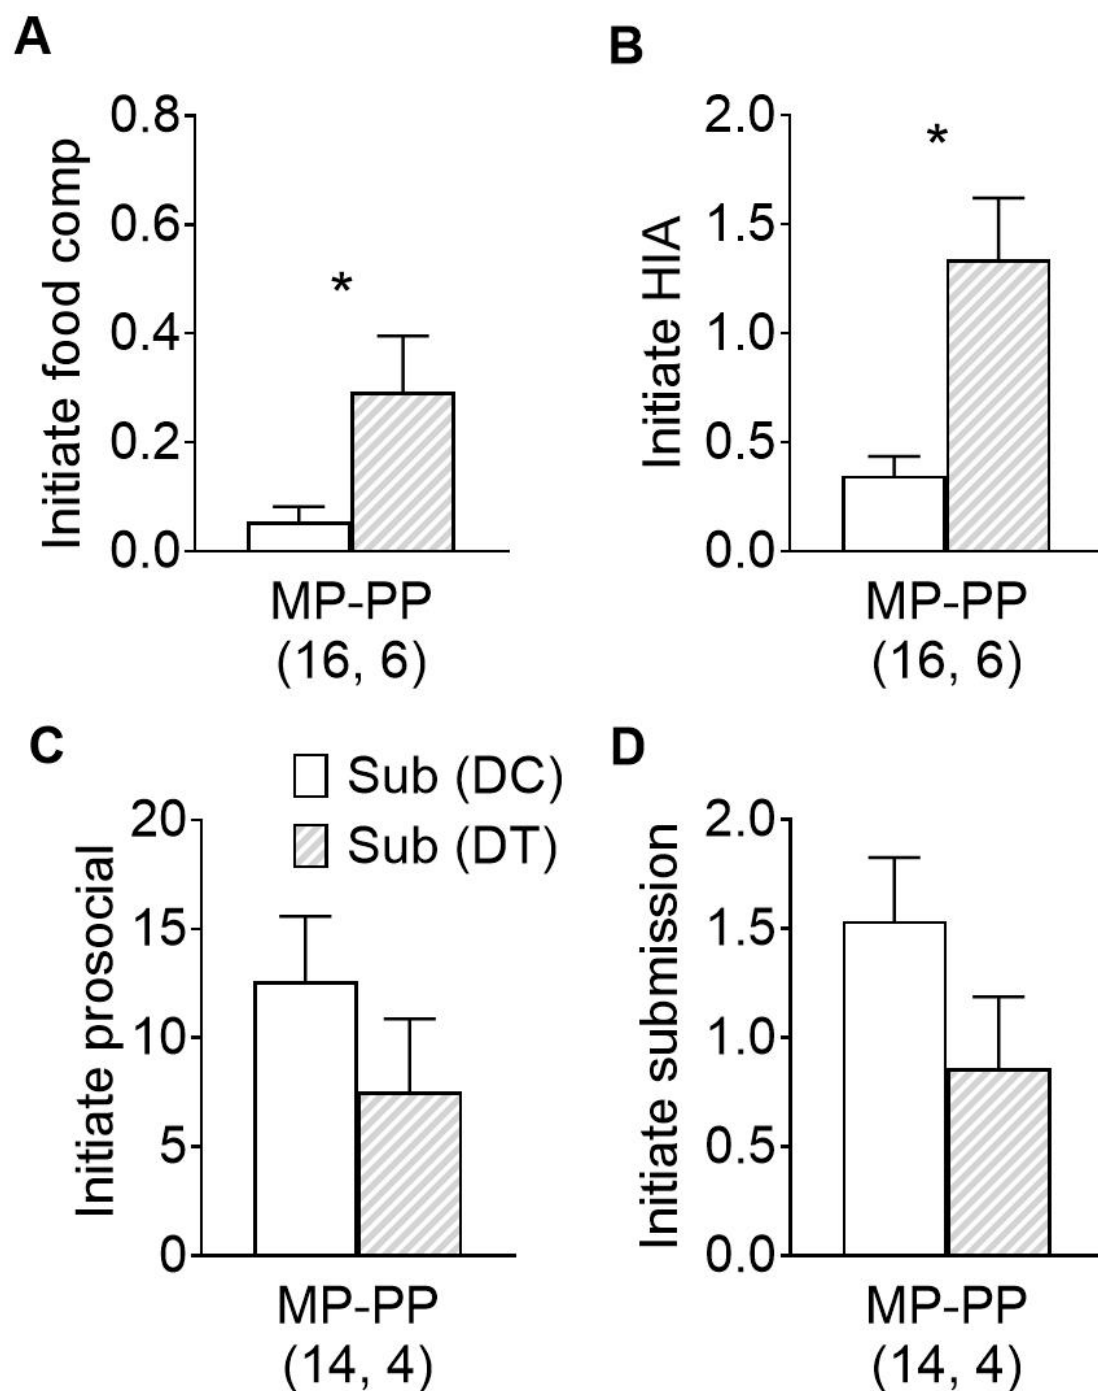 A
Initiate food comp
0.8
0.6
0.4
0.2
0.0
*
MP-PP
(16, 6)
B
Initiate HIA
2.0
1.5
1.0
0.5
0.0
*
MP-PP
(16, 6)
C
Sub (DC)
Sub (DT)
Initiate prosocial
20
15
10
5
0
MP-PP
(14, 4)
D
Initiate submission
2.0
1.5
1.0
0.5
0.0
MP-PP
(14, 4)